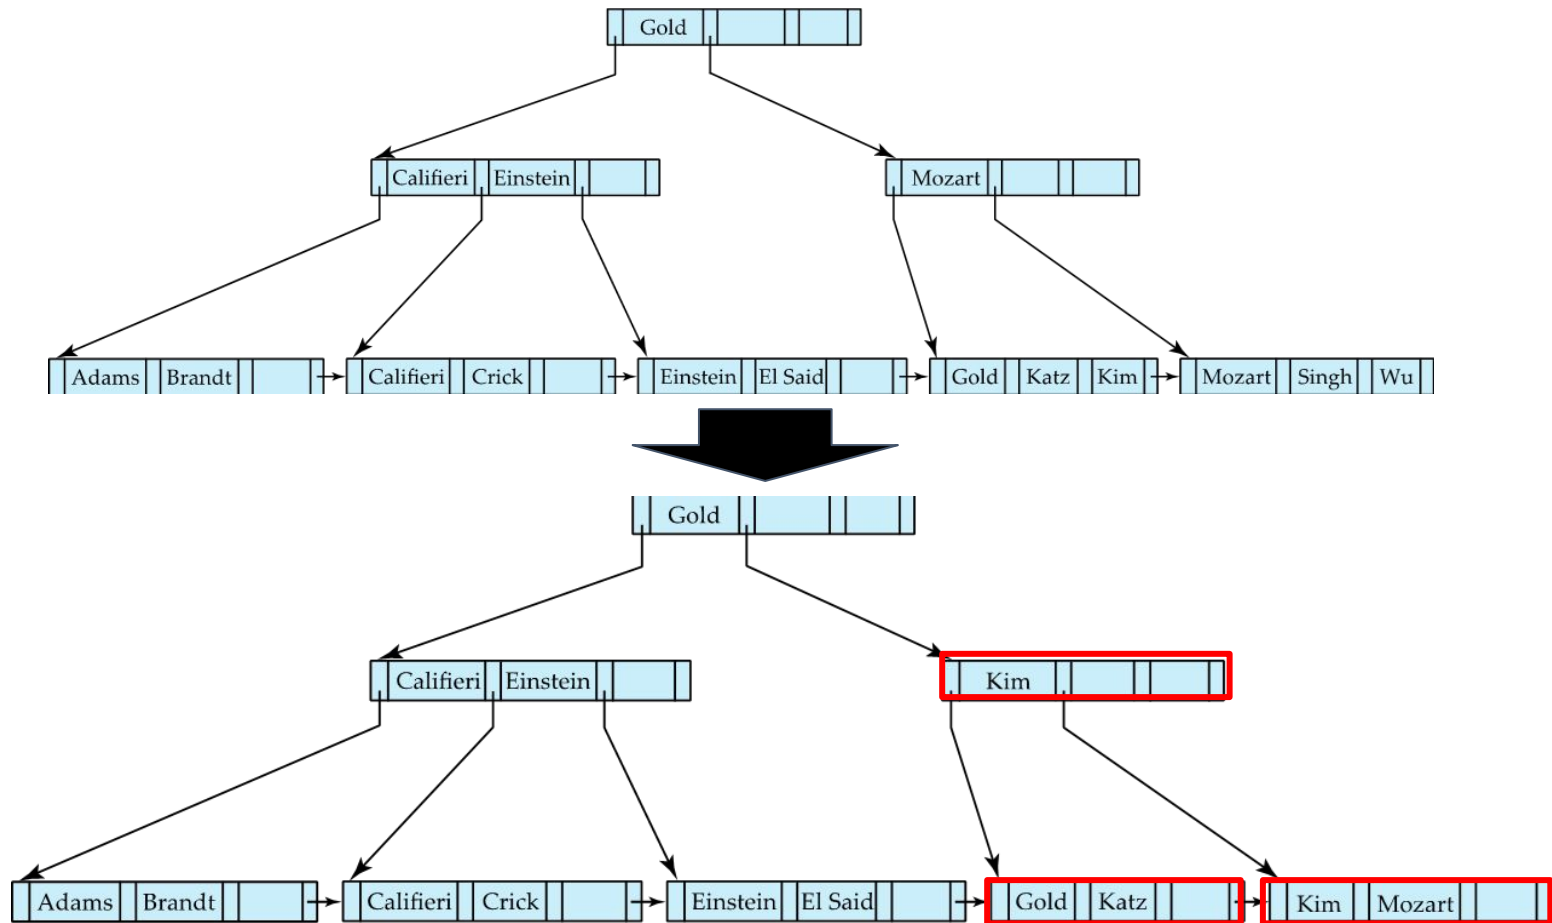 Gold
Califieri Einstein
Mozart
Adams Brandt
Califieri Crick
Einstein El Said
Gold Katz Kim
Mozart Singh Wu
Gold
Califieri Einstein
Kim
Adams Brandt
Califieri Crick
Einstein El Said
Gold Katz
Kim Mozart